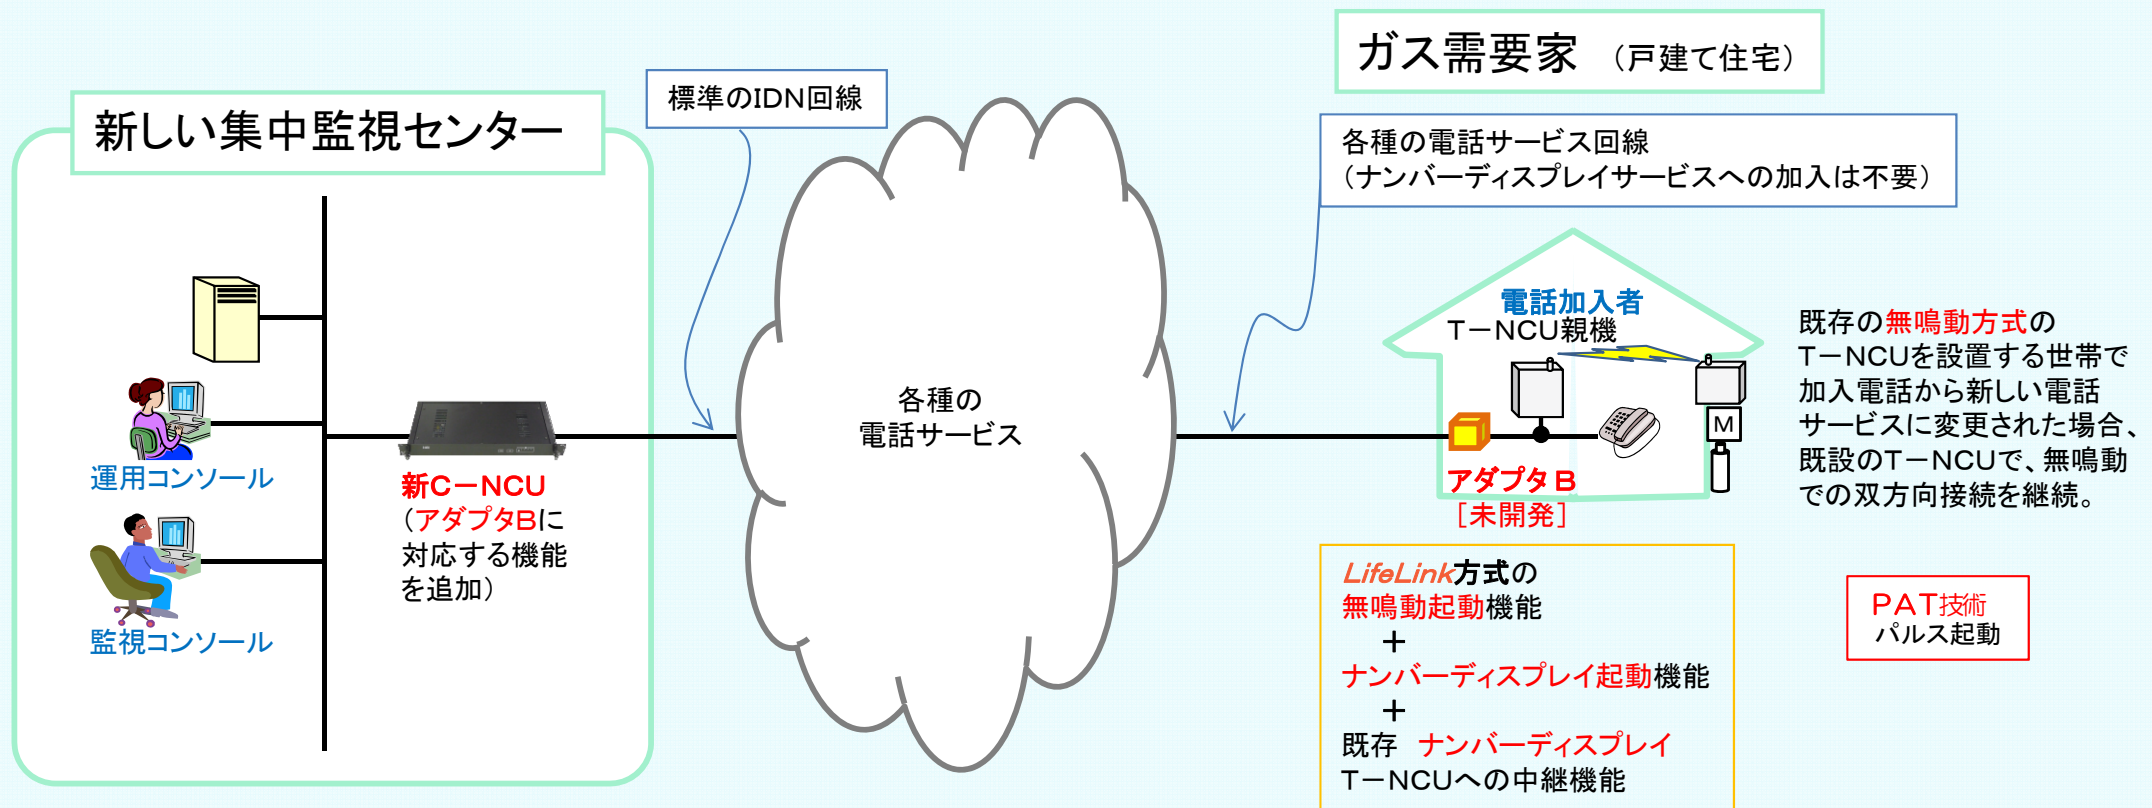 ガス需要家 （戸建て住宅）
標準のIDN回線
新しい集中監視センター
各種の電話サービス回線
（ナンバーディスプレイサービスへの加入は不要）
電話加入者
T－NCU親機
既存の無鳴動方式の
T－NCUを設置する世帯で
加入電話から新しい電話
サービスに変更された場合、
既設のT－NCUで、無鳴動
での双方向接続を継続。
各種の
電話サービス
M
運用コンソール
新C－NCU
（アダプタBに
対応する機能
を追加）
アダプタB
［未開発］
監視コンソール
LifeLink方式の
無鳴動起動機能
＋
ナンバーディスプレイ起動機能
＋
既存　ナンバーディスプレイ
T－NCUへの中継機能
PAT技術
パルス起動